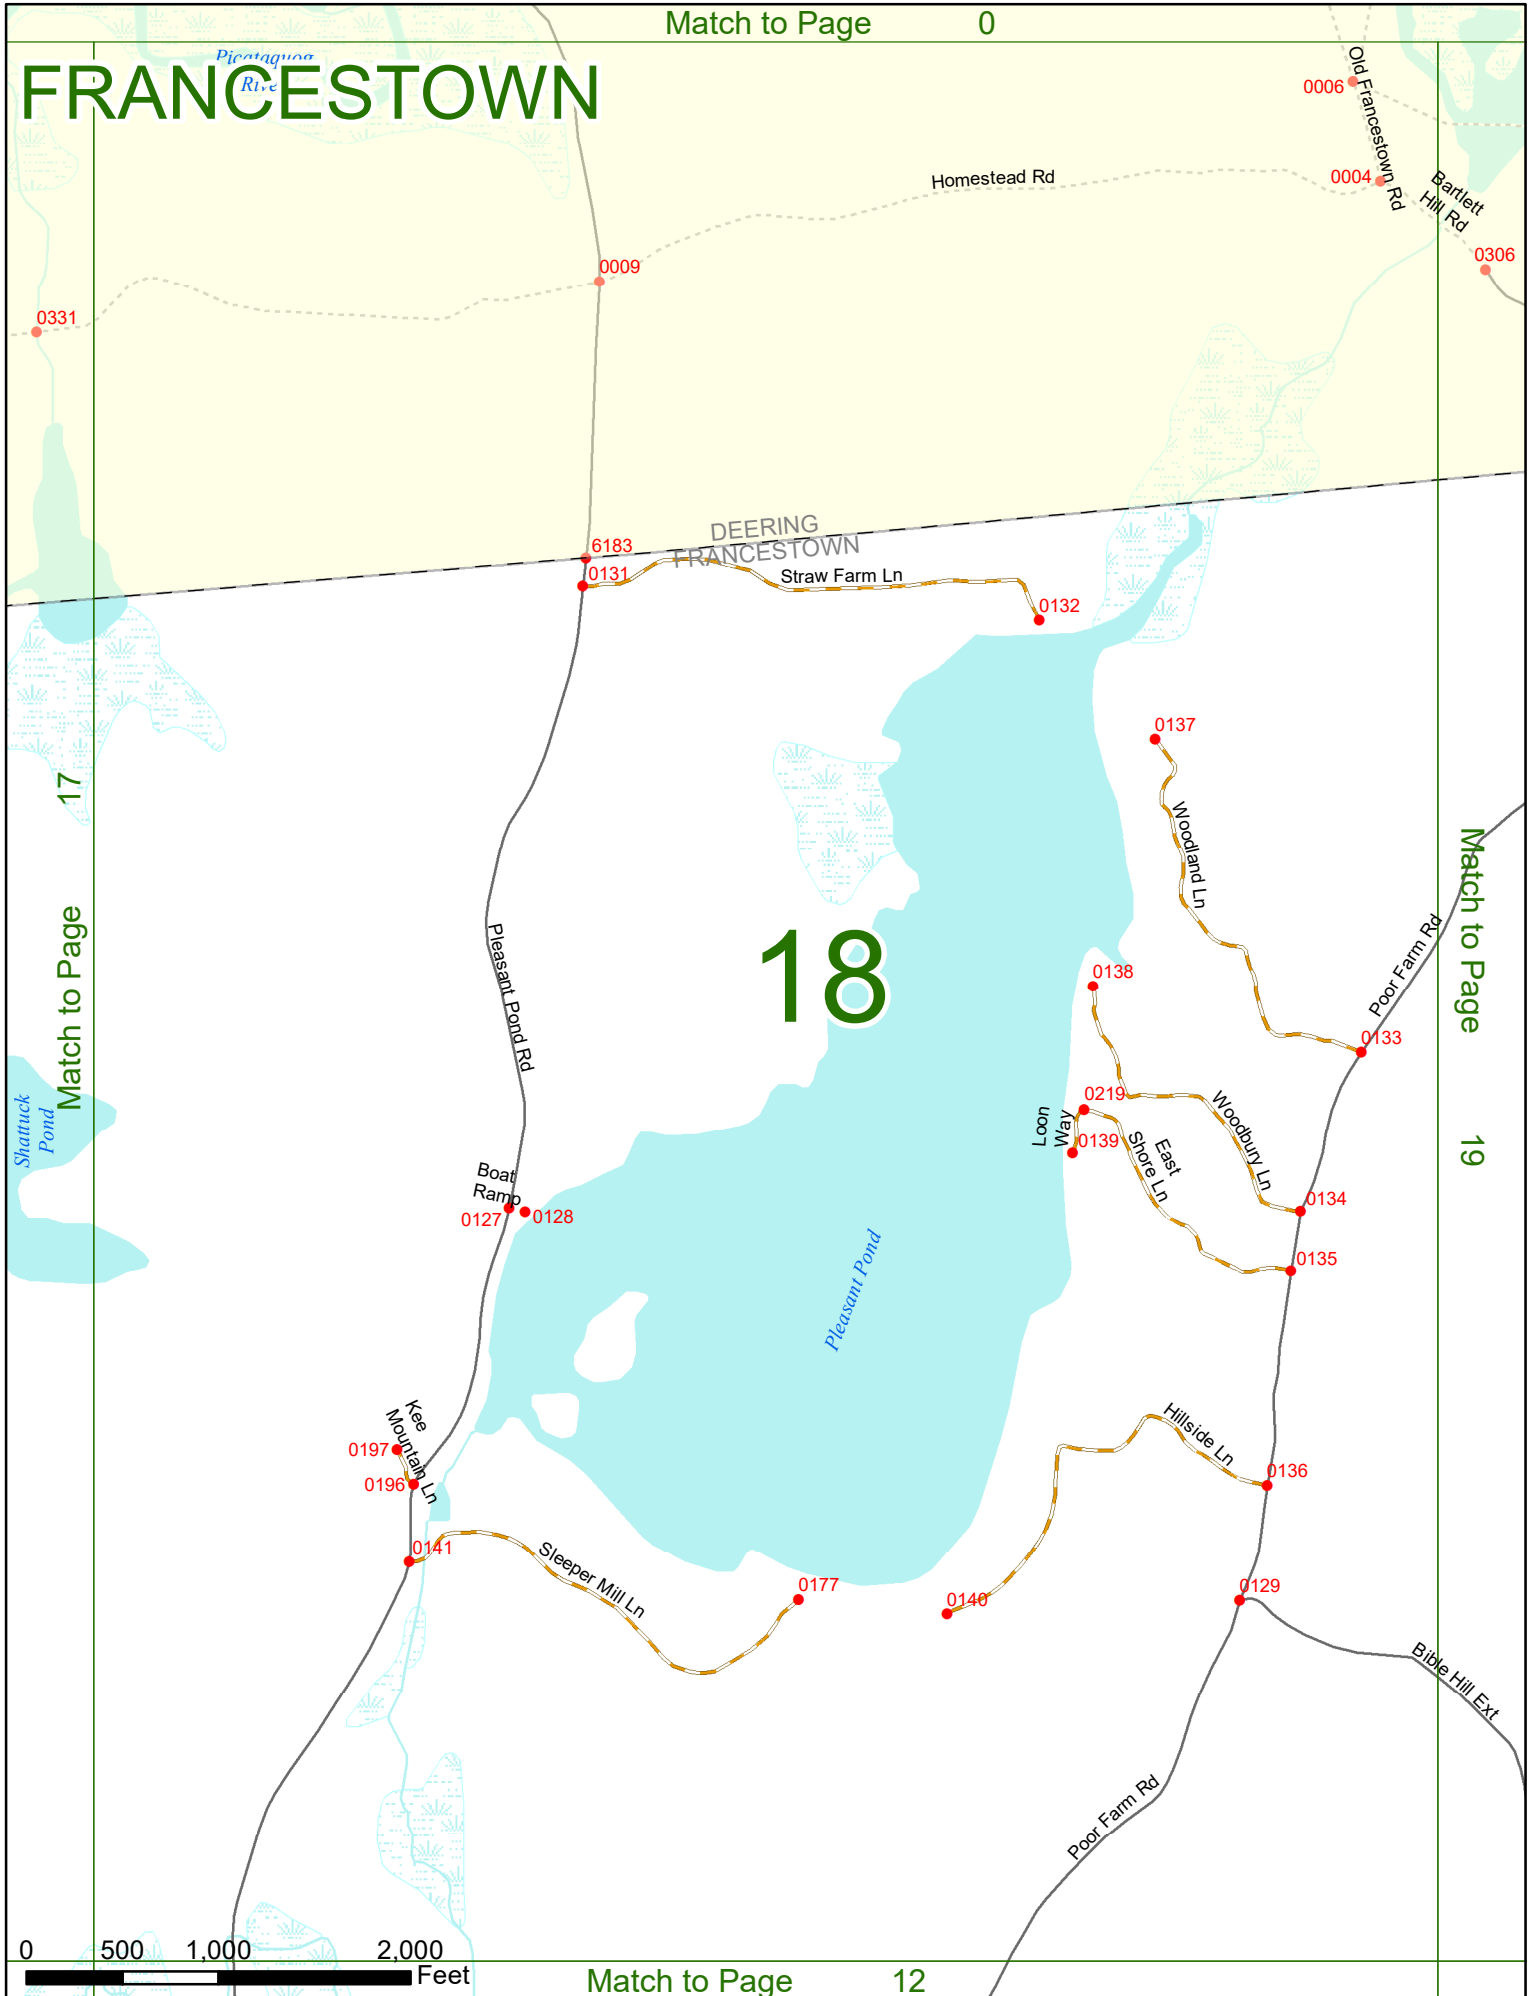 Match to Page 0
Picataquog
River
FRANCESTOWN
Old Francestown Rd
0006
0004
Homestead Rd
Bartlett
Hill Rd
0306
0009
0331
DEERING
FRANCESTOWN
6183
0131
Straw Farm Ln
0132
0137
17
Match to Page
Woodland Ln
Match to Page
19
Poor Farm Rd
Pleasant Pond Rd
18
0138
0133
Shattuck
Pond
0219
Loon
Way
0139
East
Shore Ln
Woodbury Ln
Boat
Ramp
0127
0128
0134
0135
Pleasant Pond
Kee
Mountain Ln
0197
0196
Hillside Ln
0136
0141
Sleeper Mill Ln
0177
0140
0129
Bible Hill Ext
Poor Farm Rd
0 500 1,000 2,000
Feet
Match to Page 12